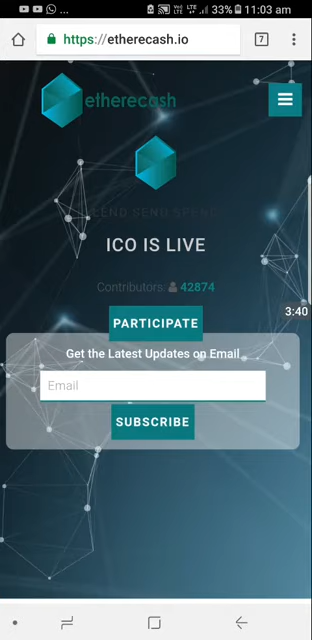 33% 11:03 am
https://etherecash.io
7
etherecash
LEND SEND SPEND
ICO IS LIVE
Contributors: 42874
3:40
PARTICIPATE
Get the Latest Updates on Email
Email
SUBSCRIBE